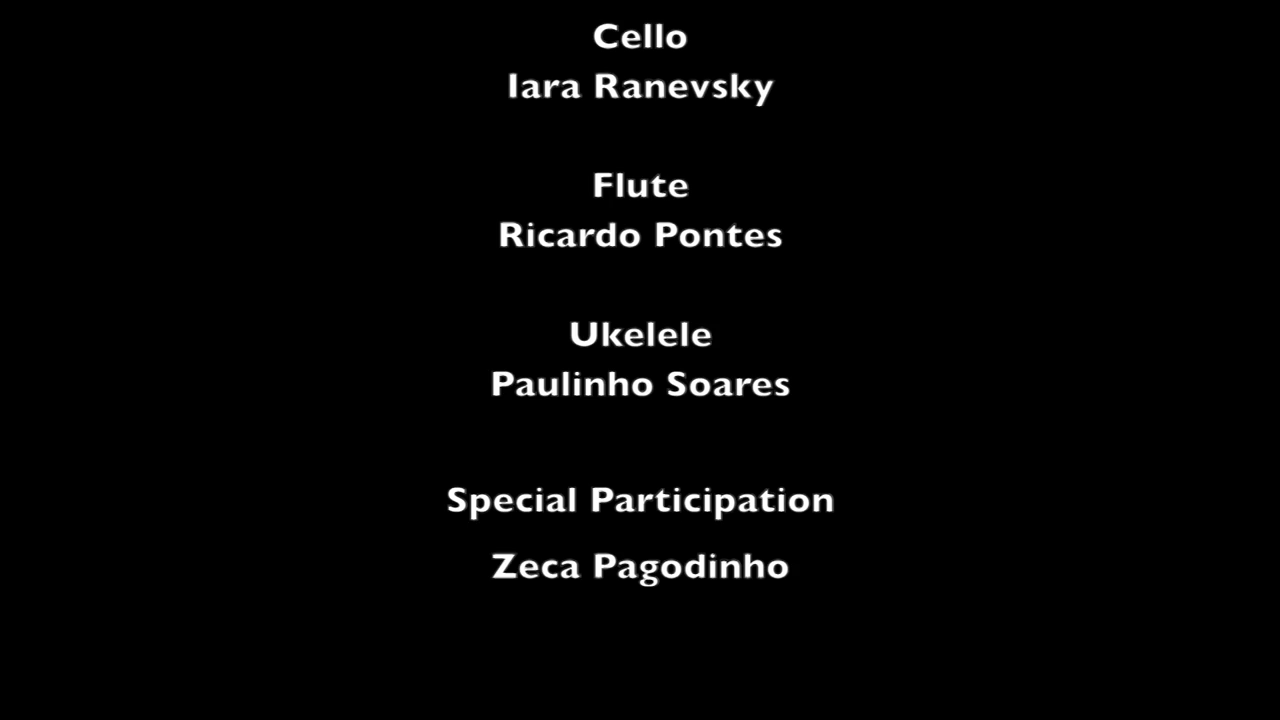 Cello
Iara Ranevsky
Flute
Ricardo Pontes
Ukelele
Paulinho Soares
Special Participation
Zeca Pagodinho